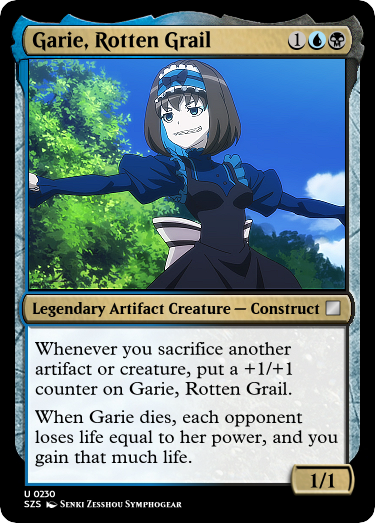 Garie, Rotten Grail 1
Legendary Artifact Creature — Construct
Whenever you sacrifice another
artifact or creature, put a +1/+1
counter on Garie, Rotten Grail.
When Garie dies, each opponent
loses life equal to her power, and you
gain that much life.
1/1
U 0230
SZS Senki Zesshou Symphogear